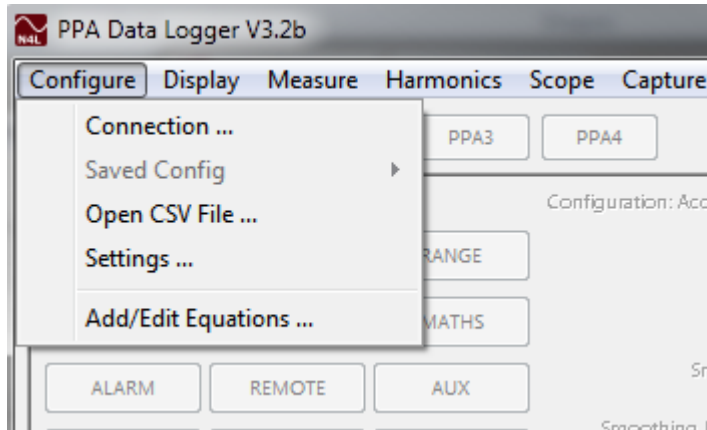 N4L PPA Data Logger V3.2b
Configure Display Measure Harmonics Scope Capture
Connection ...
PPA3 PPA4
Saved Config
Open CSV File ...
Configuration:
Settings ...
RANGE
Add/Edit Equations ...
MATHS
ALARM REMOTE AUX
Smoothing